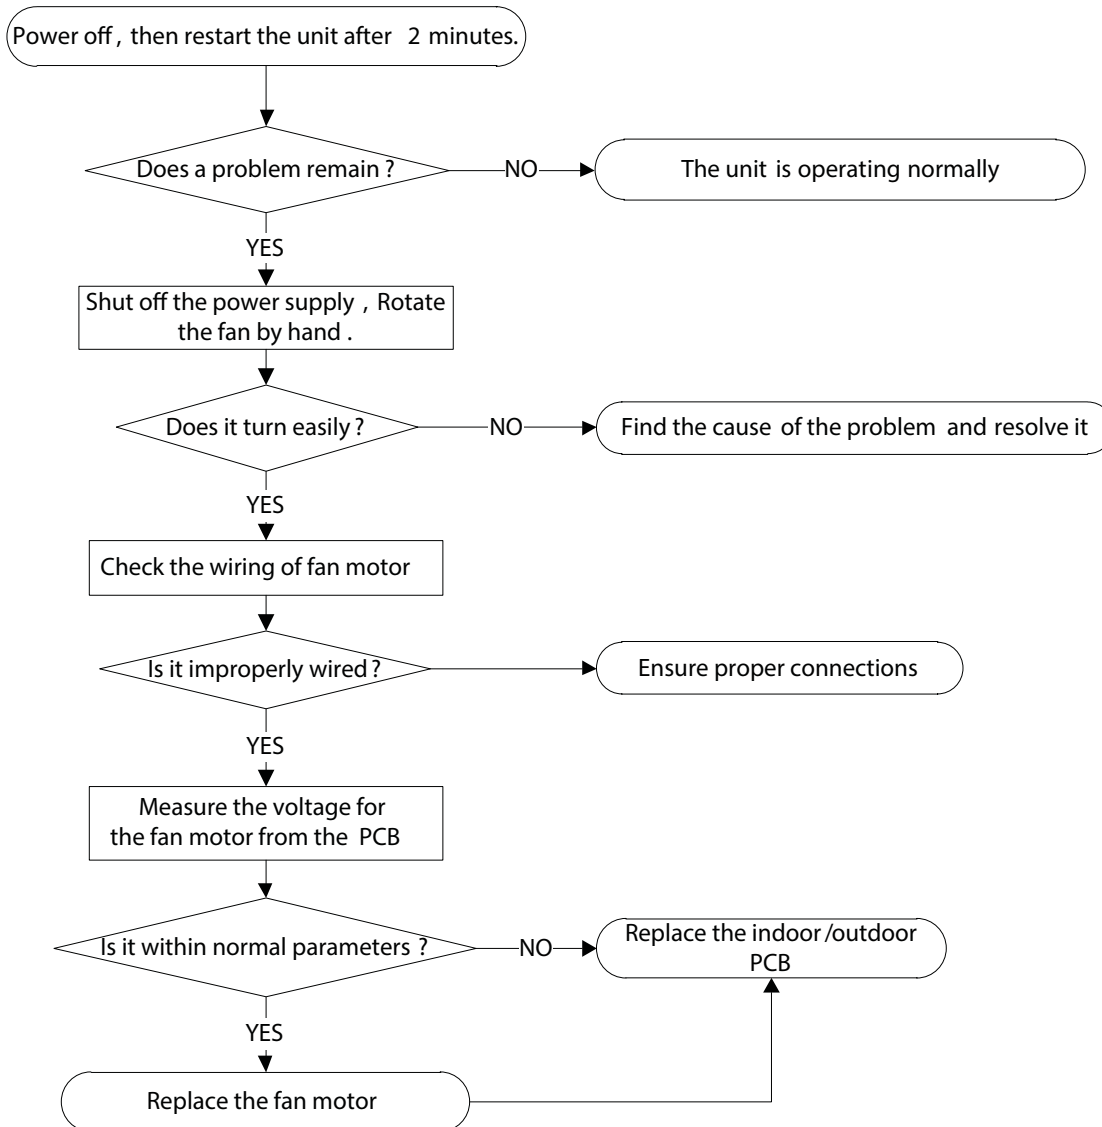 Power off, then restart the unit after 2 minutes.
Does a problem remain?
NO
The unit is operating normally
YES
Shut off the power supply, Rotate
the fan by hand.
Does it turn easily?
NO
Find the cause of the problem and resolve it
YES
Check the wiring of fan motor
Is it improperly wired?
Ensure proper connections
YES
Measure the voltage for
the fan motor from the PCB
Is it within normal parameters?
NO
Replace the indoor/outdoor
PCB
YES
Replace the fan motor